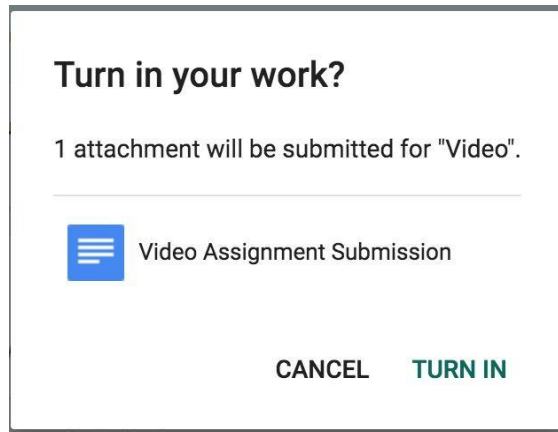 Turn in your work?
1 attachment will be submitted for "Video".
Video Assignment Submission
CANCEL TURN IN